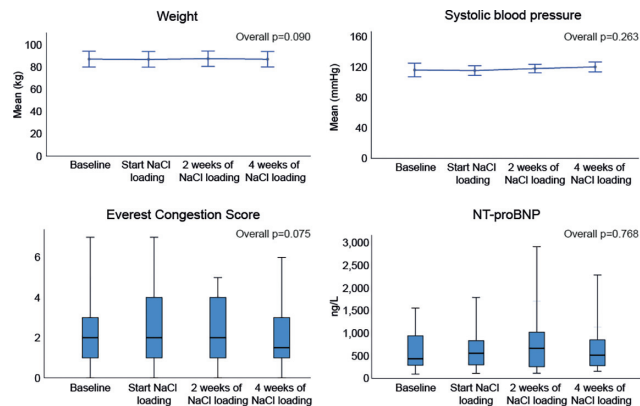 Weight
Overall p=0.090
100
80
60
40
20
0
Mean (kg)
Baseline
Start NaCl
loading
2 weeks of
NaCl loading
4 weeks of
NaCl loading
Systolic blood pressure
Overall p=0.263
160
120
80
40
0
Mean (mmHg)
Baseline
Start NaCl
loading
2 weeks of
NaCl loading
4 weeks of
NaCl loading
Everest Congestion Score
Overall p=0.075
6
4
2
0
Baseline
Start NaCl
loading
2 weeks of
NaCl loading
4 weeks of
NaCl loading
NT-proBNP
Overall p=0.768
3,000
2,500
2,000
1,500
1,000
500
0
ng/L
Baseline
Start NaCl
loading
2 weeks of
NaCl loading
4 weeks of
NaCl loading